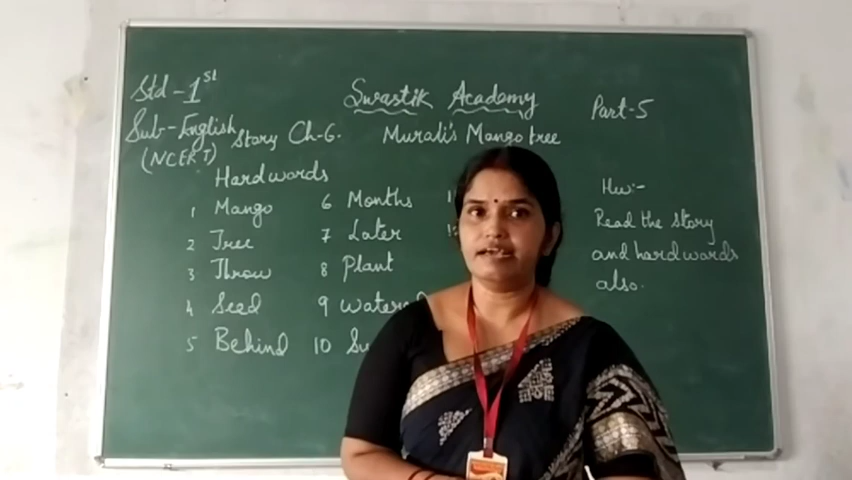 Std-1st
Swastik Academy
Part-5
Sub-English
Story Ch-6.
Murali's Mango tree
(NCERT)
Hardwords
1 Mango
2 Tree
3 Throw
4 Seed
5 Behind
6 Months
7 Later
8 Plant
9
10
Hw:-
Read the story
and hardwords
also.